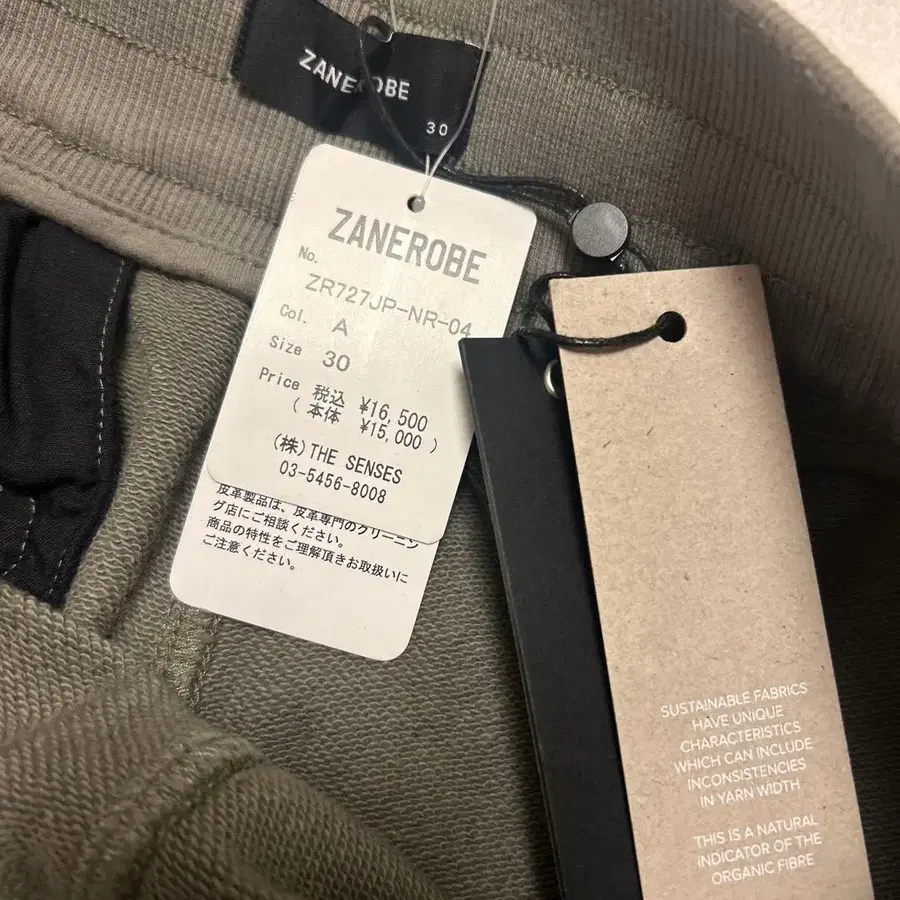 ZANEROBE
30
ZANEROBE
No.
ZR727JP-NR-04
Col. A
Size 30
Price 税込 ¥16,500
( 本体 ¥15,000 )
(株)THE SENSES
03-5456-8008
皮革製品は、皮革専門のクリーニン
グ店にご相談ください。
商品の特性をご理解頂きお取扱いに
ご注意ください。
SUSTAINABLE FABRICS
HAVE UNIQUE
CHARACTERISTICS
WHICH CAN INCLUDE
INCONSISTENCIES
IN YARN WIDTH
THIS IS A NATURAL
INDICATOR OF THE
ORGANIC FIBRE